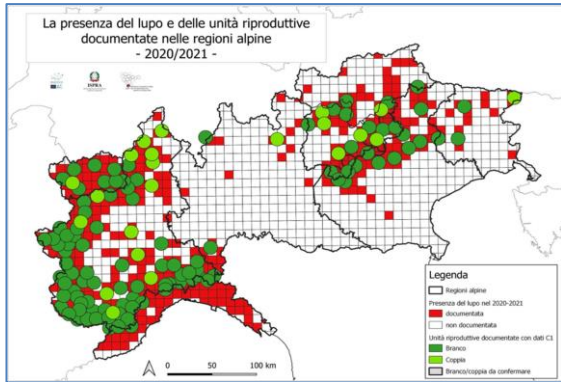 La presenza del lupo e delle unità riproduttive
documentate nelle regioni alpine
- 2020/2021 -
ISPRA
Legenda
Regioni alpine
Presenza del lupo nel 2020-2021
documentata
non documentata
Unità riproduttive documentate con dati C1
Branco
Coppia
Branco/coppia da confermare
0 50 100 km